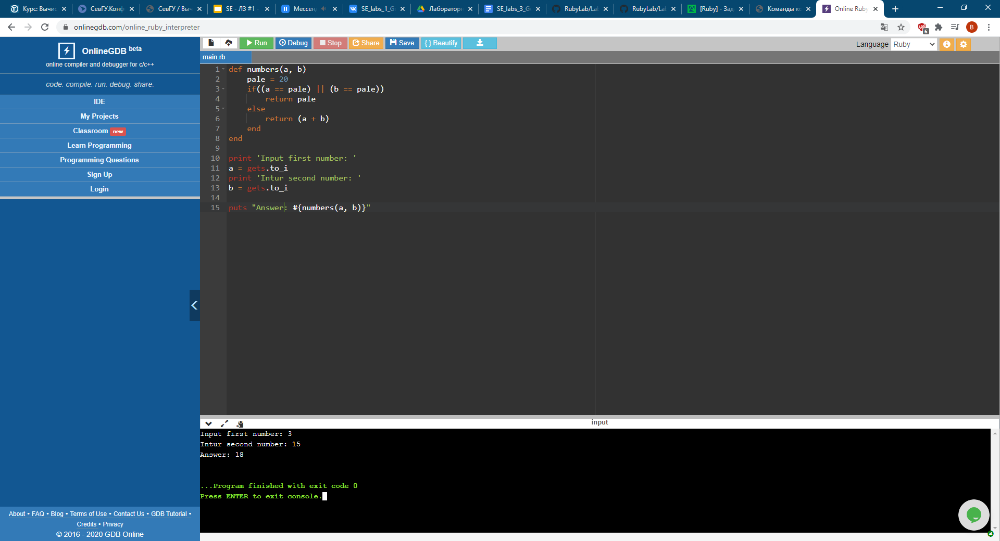 Курс: Вычис
СевГУ.Конф
СевГУ / Выч
SE - ЛЗ #1 -
Мессен
SE_labs_1_G
Лаборатор
SE_labs_3_G
RubyLab/La
RubyLab/La
[Ruby] - Зад
Команды к
Online Ruby
onlinegdb.com/online_ruby_interpreter
ABP
6
B
OnlineGDB beta
online compiler and debugger for c/c++
code. compile. run. debug. share.
IDE
My Projects
Classroom new
Learn Programming
Programming Questions
Sign Up
Login
About • FAQ • Blog • Terms of Use • Contact Us • GDB Tutorial •
Credits • Privacy
© 2016 - 2020 GDB Online
Run
Debug
Stop
Share
Save
{ } Beautify
Language Ruby
main.rb
1 def numbers(a, b)
2 pale = 20
3 if((a == pale) || (b == pale))
4 return pale
5 else
6 return (a + b)
7 end
8 end
9
10 print 'Input first number: '
11 a = gets.to_i
12 print 'Intur second number: '
13 b = gets.to_i
14
15 puts "Answer: #{numbers(a, b)}"
input
Input first number: 3
Intur second number: 15
Answer: 18
...Program finished with exit code 0
Press ENTER to exit console.